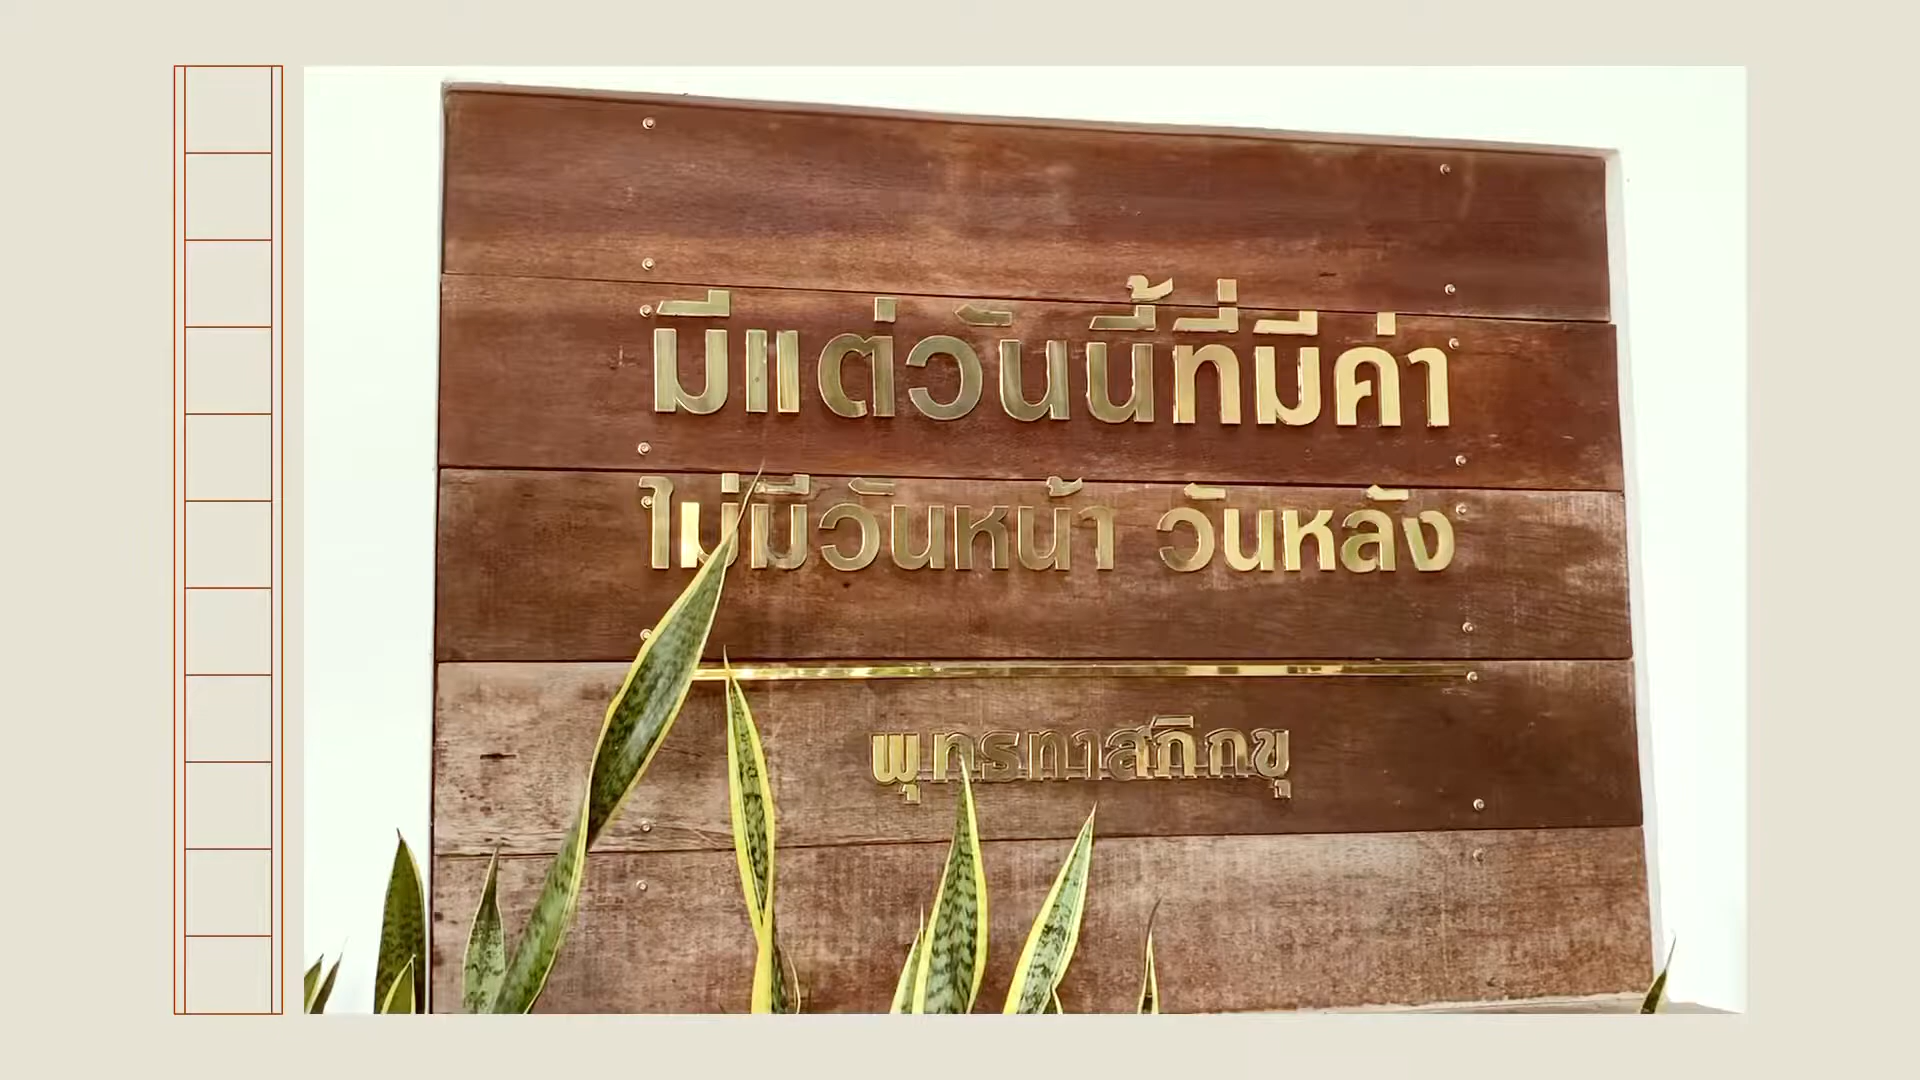 มีแต่วันนี้ที่มีค่า
ไม่มีวันหน้า วันหลัง
พุทธทาสภิกขุ